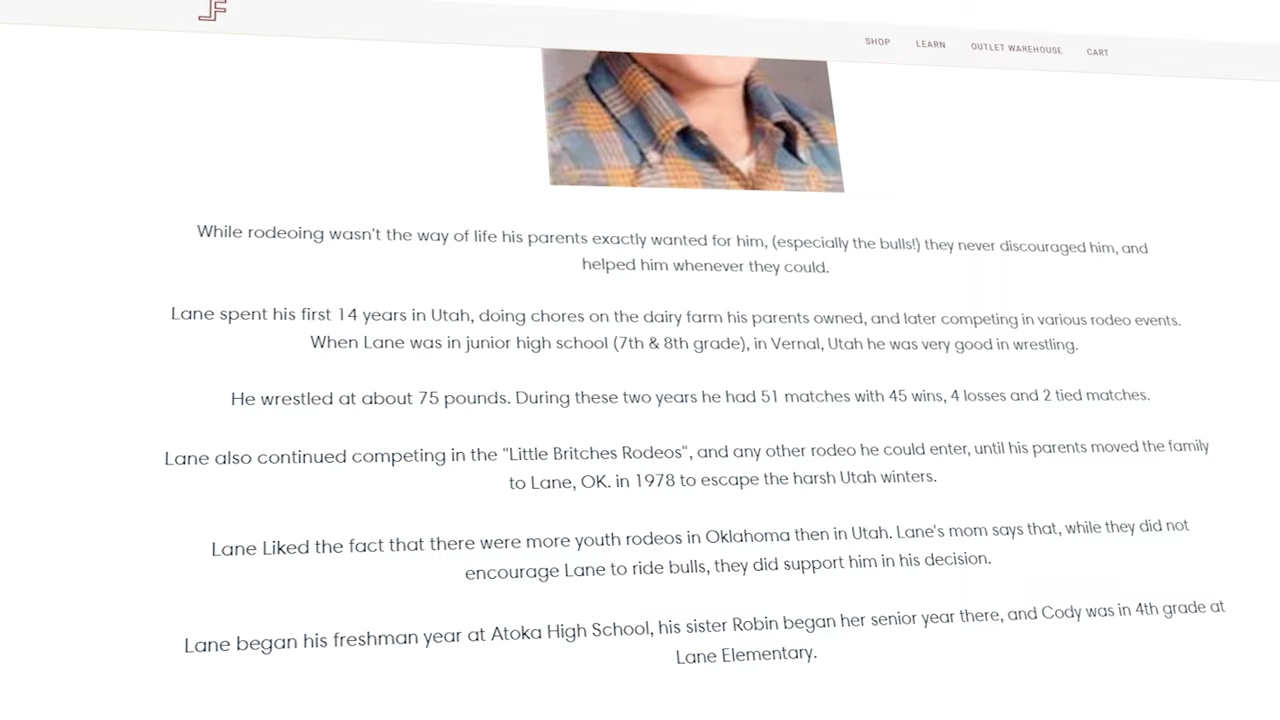 SHOP LEARN OUTLET WAREHOUSE CART
While rodeoing wasn't the way of life his parents exactly wanted for him, (especially the bulls!) they never discouraged him, and
helped him whenever they could.
Lane spent his first 14 years in Utah, doing chores on the dairy farm his parents owned, and later competing in various rodeo events.
When Lane was in junior high school (7th & 8th grade), in Vernal, Utah he was very good in wrestling.
He wrestled at about 75 pounds. During these two years he had 51 matches with 45 wins, 4 losses and 2 tied matches.
Lane also continued competing in the "Little Britches Rodeos", and any other rodeo he could enter, until his parents moved the family
to Lane, OK. in 1978 to escape the harsh Utah winters.
Lane Liked the fact that there were more youth rodeos in Oklahoma then in Utah. Lane's mom says that, while they did not
encourage Lane to ride bulls, they did support him in his decision.
Lane began his freshman year at Atoka High School, his sister Robin began her senior year there, and Cody was in 4th grade at
Lane Elementary.